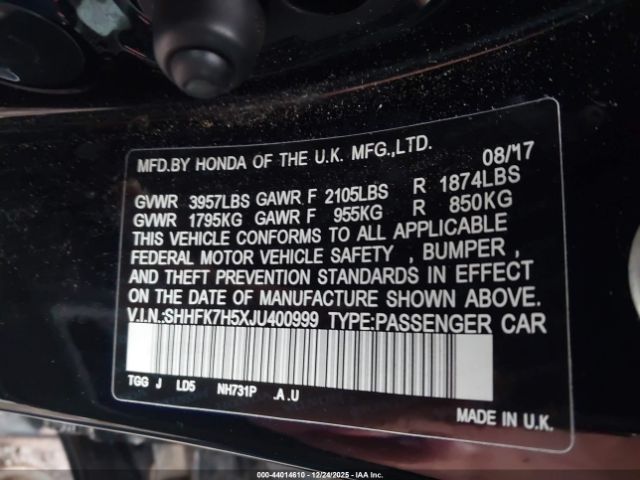 MFD.BY HONDA OF THE U.K. MFG.,LTD. 08/'17
GVWR 3957LBS GAWR F 2105LBS R 1874LBS
GVWR 1795KG GAWR F 955KG R 850KG
THIS VEHICLE CONFORMS TO ALL APPLICABLE
FEDERAL MOTOR VEHICLE SAFETY , BUMPER ,
AND THEFT PREVENTION STANDARDS IN EFFECT
ON THE DATE OF MANUFACTURE SHOWN ABOVE.
V.I.N.:SHHFK7H5XJU400999 TYPE:PASSENGER CAR
TGG J LD5 NH731P .A .U
MADE IN U.K.
000-44014610 - 12/24/2025 - IAA Inc.